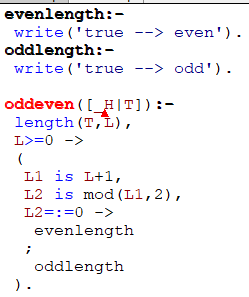 evenlength:-
write('true --> even').
oddlength:-
write('true --> odd').
oddeven([_H|T]):-
length(T,L),
L>=0 ->
(
L1 is L+1,
L2 is mod(L1,2),
L2=:=0 ->
evenlength
;
oddlength
).